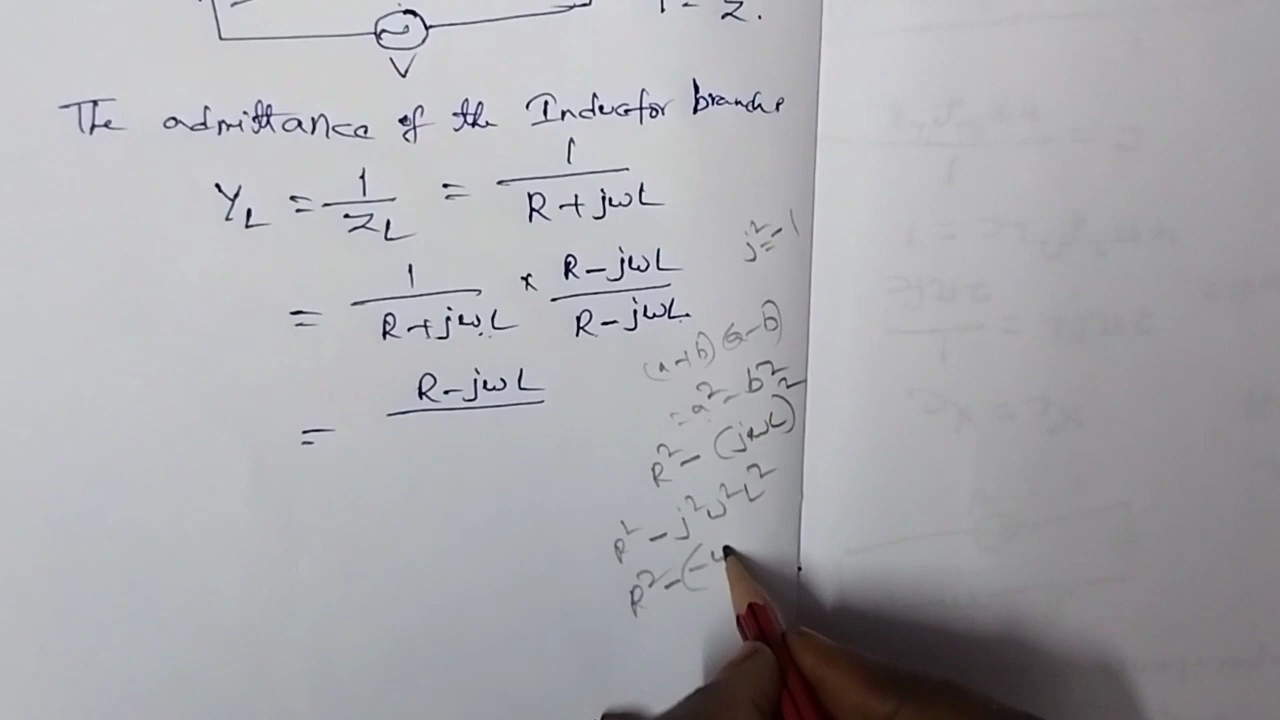 Z.
V
The admittance of the Inductor branch
Y_L = 1/Z_L = 1/(R + jωL)
= 1/(R + jωL) × (R - jωL)/(R - jωL)
j² = -1
(a+b)(a-b)
= a² - b²
= R - jωL
R² - (jωL)²
R² - j²ω²L²
R² - (-ω